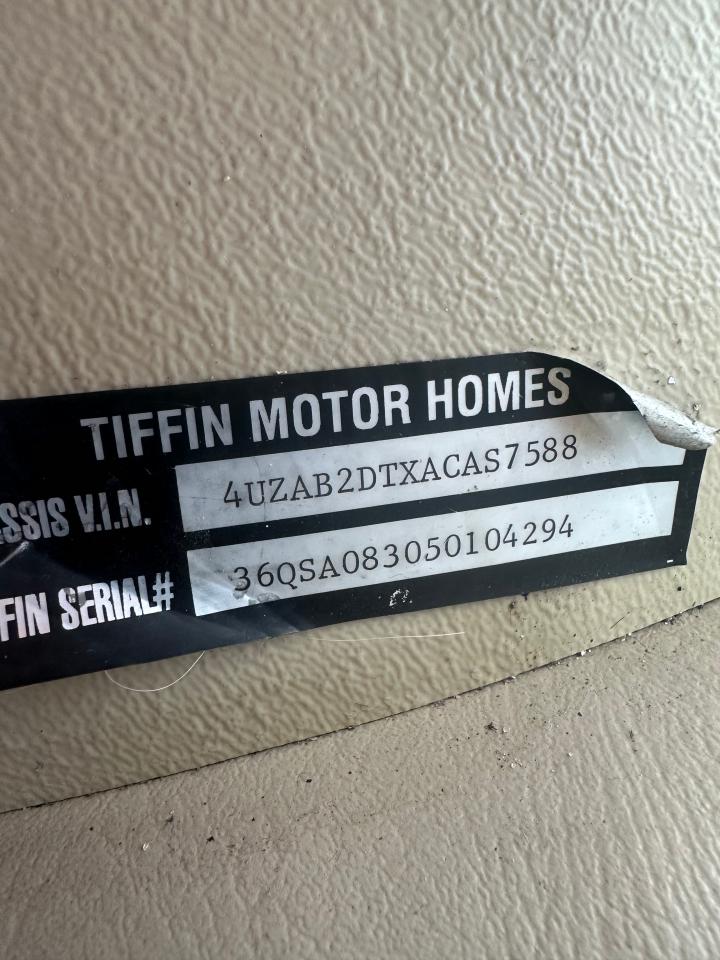 TIFFIN MOTOR HOMES
SSIS V.I.N. 4UZAB2DTXACAS7588
FIN SERIAL# 36QSA083050104294